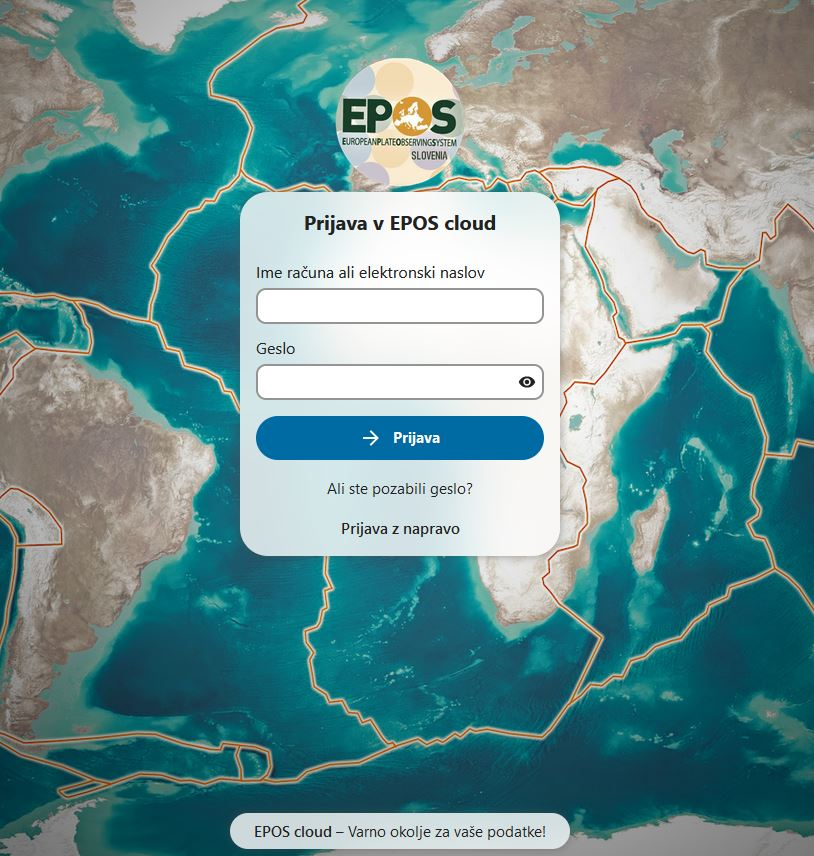 EPOS
EUROPEANPLATEOBSERVINGSYSTEM
SLOVENIA
Prijava v EPOS cloud
Ime računa ali elektronski naslov
Geslo
Prijava
Ali ste pozabili geslo?
Prijava z napravo
EPOS cloud – Varno okolje za vaše podatke!